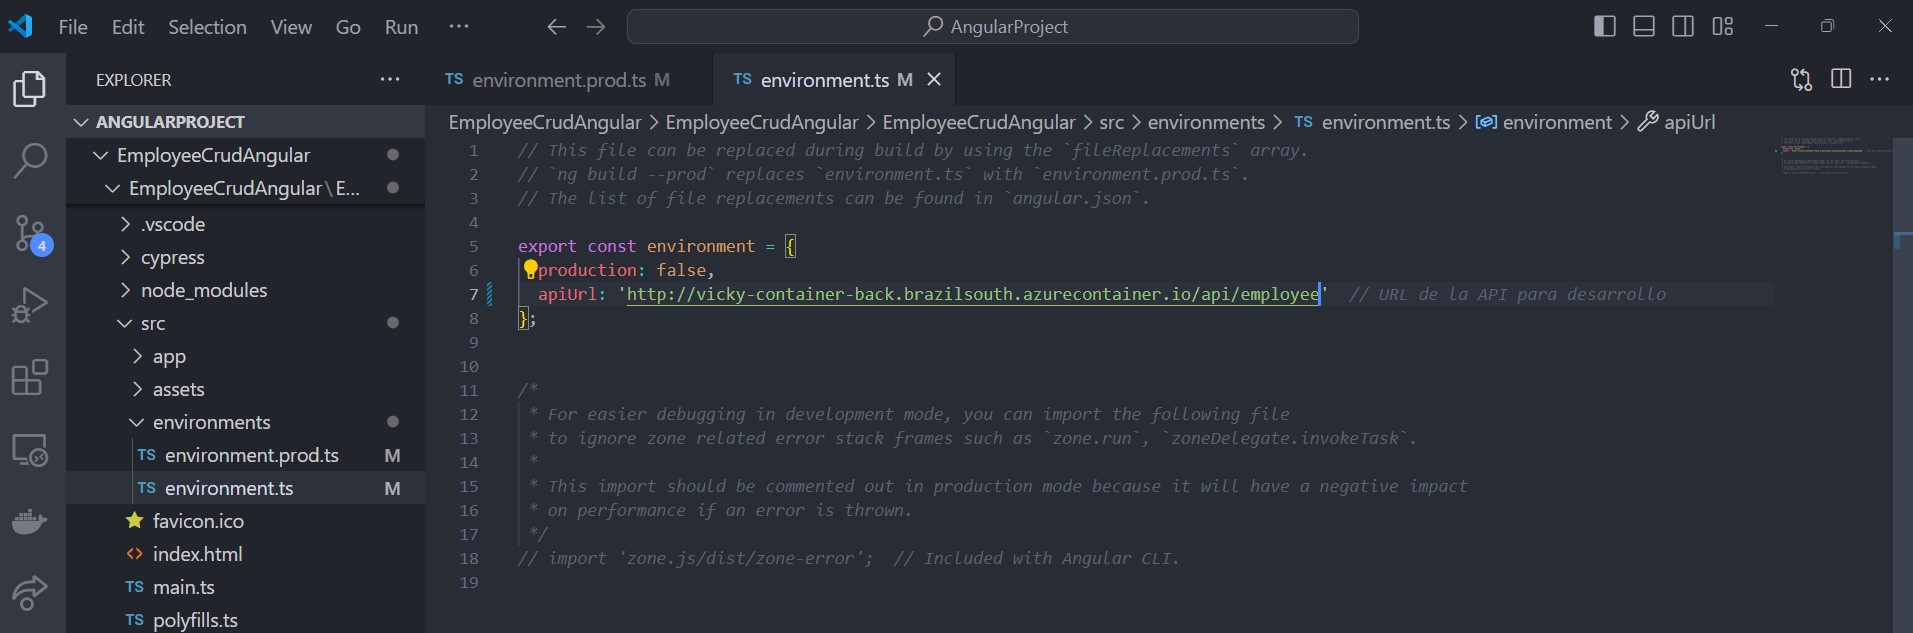 File Edit Selection View Go Run ··· AngularProject
EXPLORER ···
TS environment.prod.ts M
TS environment.ts M
ANGULARPROJECT
EmployeeCrudAngular
EmployeeCrudAngular\E...
.vscode
cypress
node_modules
src
app
assets
environments
TS environment.prod.ts M
TS environment.ts M
favicon.ico
<> index.html
TS main.ts
TS polyfills.ts
4
EmployeeCrudAngular > EmployeeCrudAngular > EmployeeCrudAngular > src > environments > TS environment.ts > environment > apiUrl
1 // This file can be replaced during build by using the `fileReplacements` array.
2 // `ng build --prod` replaces `environment.ts` with `environment.prod.ts`.
3 // The list of file replacements can be found in `angular.json`.
4
5 export const environment = {
6 production: false,
7 apiUrl: 'http://vicky-container-back.brazilsouth.azurecontainer.io/api/employee' // URL de la API para desarrollo
8 };
9
10
11 /*
12 * For easier debugging in development mode, you can import the following file
13 * to ignore zone related error stack frames such as `zone.run`, `zoneDelegate.invokeTask`.
14 *
15 * This import should be commented out in production mode because it will have a negative impact
16 * on performance if an error is thrown.
17 */
18 // import 'zone.js/dist/zone-error'; // Included with Angular CLI.
19